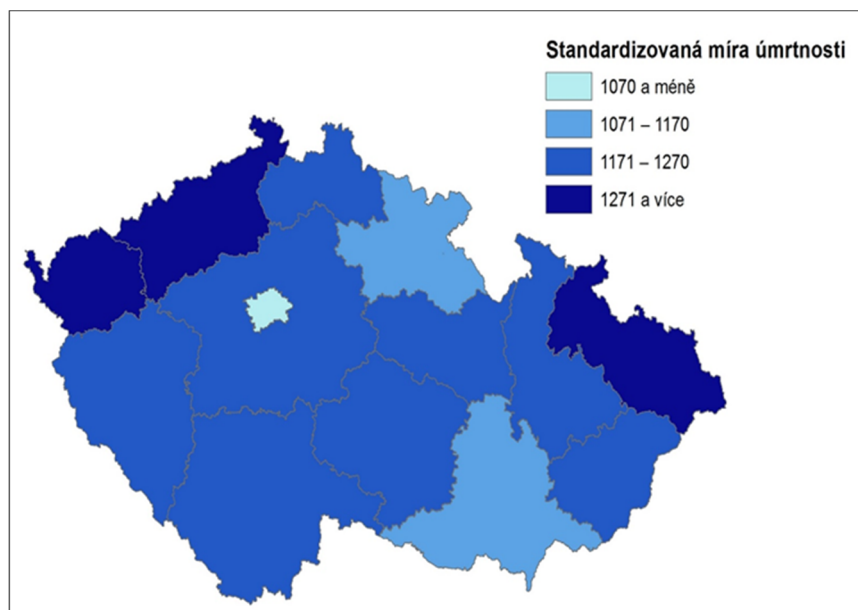 Standardizovaná míra úmrtnosti
1070 a méně
1071 – 1170
1171 – 1270
1271 a více